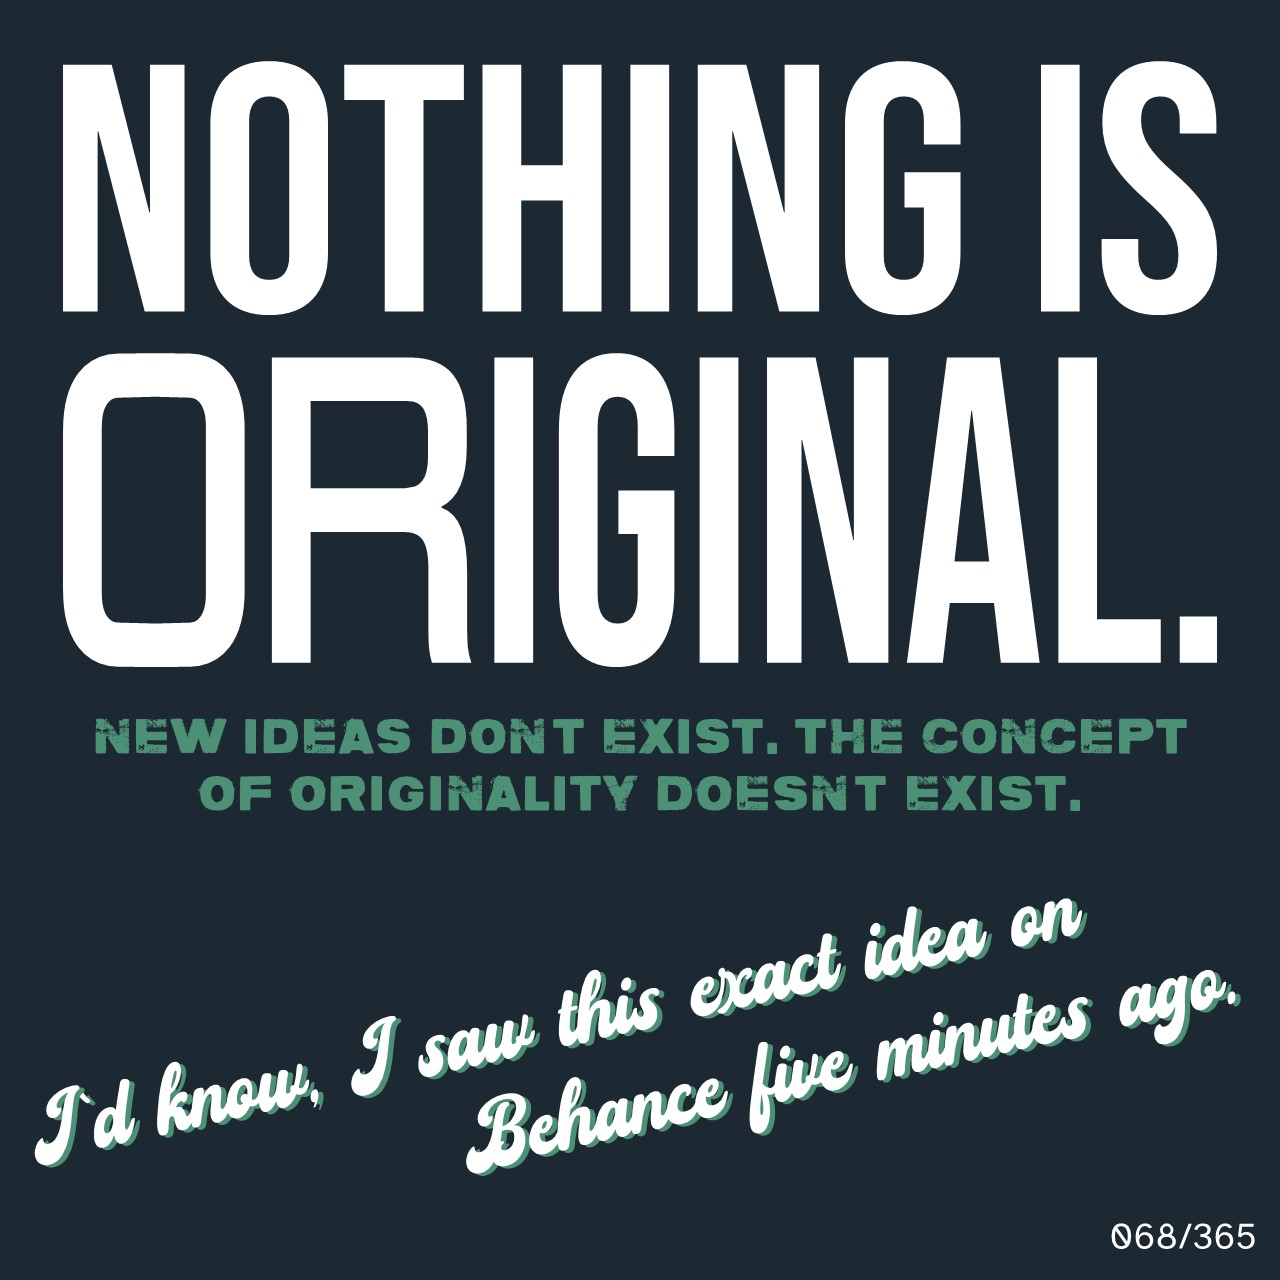 NOTHING IS
ORIGINAL.
NEW IDEAS DONT EXIST. THE CONCEPT
OF ORIGINALITY DOESNT EXIST.
I`d know, I saw this exact idea on
Behance five minutes ago.
068/365